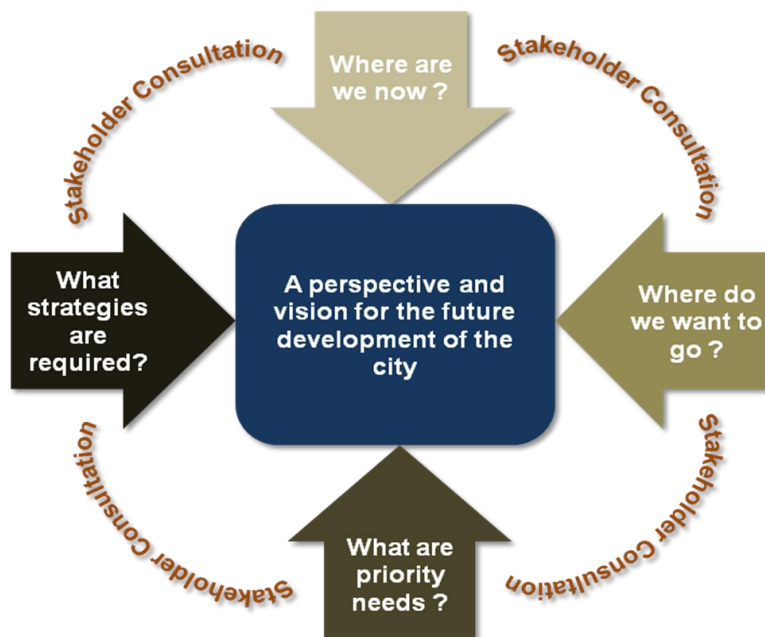 Stakeholder Consultation
Where are
we now ?
Stakeholder Consultation
What
strategies
are
required?
A perspective and
vision for the future
development of the
city
Where do
we want to
go ?
Stakeholder Consultation
What are
priority
needs ?
Stakeholder Consultation